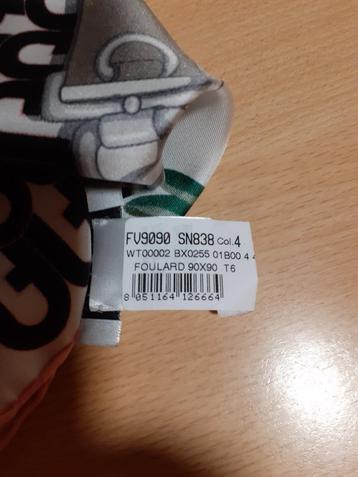 FV9090 SN838 Col.4
WT00002 BX0255 01B00 4 4
FOULARD 90X90 T6
8 051164 126664